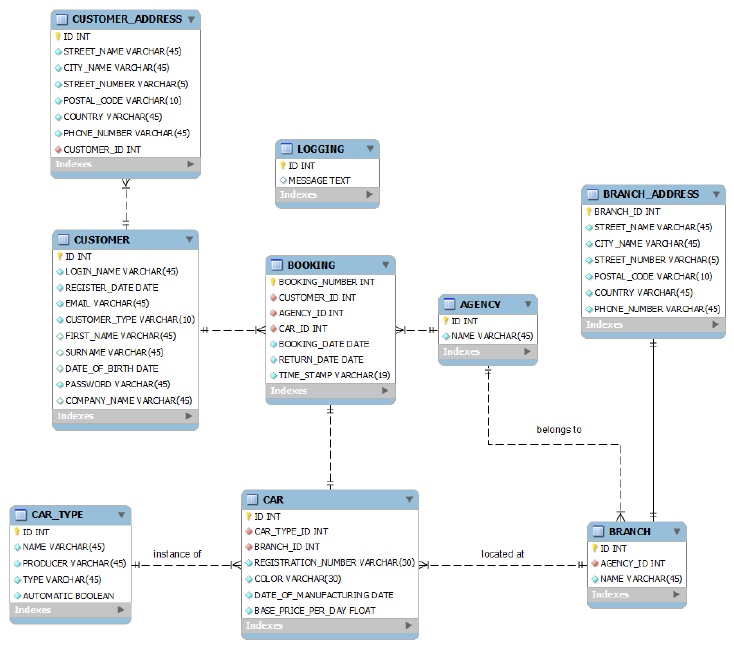 CUSTOMER_ADDRESS
ID INT
STREET_NAME VARCHAR(45)
CITY_NAME VARCHAR(45)
STREET_NUMBER VARCHAR(5)
POSTAL_CODE VARCHAR(10)
COUNTRY VARCHAR(45)
PHONE_NUMBER VARCHAR(45)
CUSTOMER_ID INT
Indexes
LOGGING
ID INT
MESSAGE TEXT
Indexes
BRANCH_ADDRESS
BRANCH_ID INT
STREET_NAME VARCHAR(45)
CITY_NAME VARCHAR(45)
STREET_NUMBER VARCHAR(5)
POSTAL_CODE VARCHAR(10)
COUNTRY VARCHAR(45)
PHONE_NUMBER VARCHAR(45)
Indexes
CUSTOMER
ID INT
LOGIN_NAME VARCHAR(45)
REGISTER_DATE DATE
EMAIL VARCHAR(45)
CUSTOMER_TYPE VARCHAR(10)
FIRST_NAME VARCHAR(45)
SURNAME VARCHAR(45)
DATE_OF_BIRTH DATE
PASSWORD VARCHAR(45)
COMPANY_NAME VARCHAR(45)
Indexes
BOOKING
BOOKING_NUMBER INT
CUSTOMER_ID INT
AGENCY_ID INT
CAR_ID INT
BOOKING_DATE DATE
RETURN_DATE DATE
TIME_STAMP VARCHAR(19)
Indexes
AGENCY
ID INT
NAME VARCHAR(45)
Indexes
belongs to
CAR_TYPE
ID INT
NAME VARCHAR(45)
PRODUCER VARCHAR(45)
TYPE VARCHAR(45)
AUTOMATIC BOOLEAN
Indexes
instance of
CAR
ID INT
CAR_TYPE_ID INT
BRANCH_ID INT
REGISTRATION_NUMBER VARCHAR(30)
COLOR VARCHAR(30)
DATE_OF_MANUFACTURING DATE
BASE_PRICE_PER_DAY FLOAT
Indexes
located at
BRANCH
ID INT
AGENCY_ID INT
NAME VARCHAR(45)
Indexes